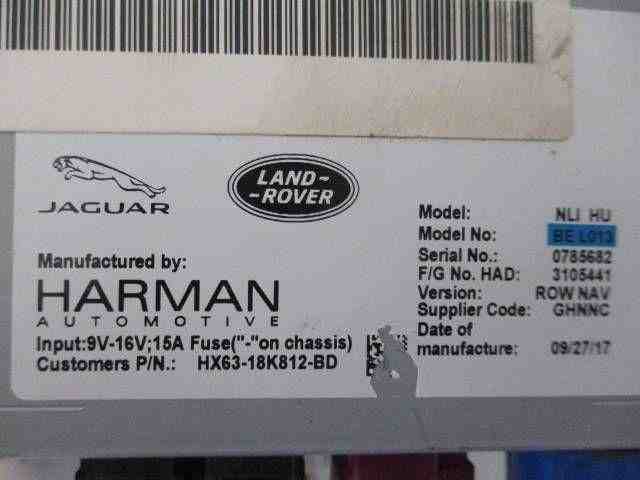 JAGUAR
LAND-
-ROVER
Manufactured by:
HARMAN
AUTOMOTIVE
Input:9V-16V;15A Fuse("-"on chassis)
Customers P/N.: HX63-18K812-BD
Model: NLI HU
Model No: BE L013
Serial No.: 0785682
F/G No. HAD: 3105441
Version: ROW NAV
Supplier Code: GHNNC
Date of
manufacture: 09/27/17